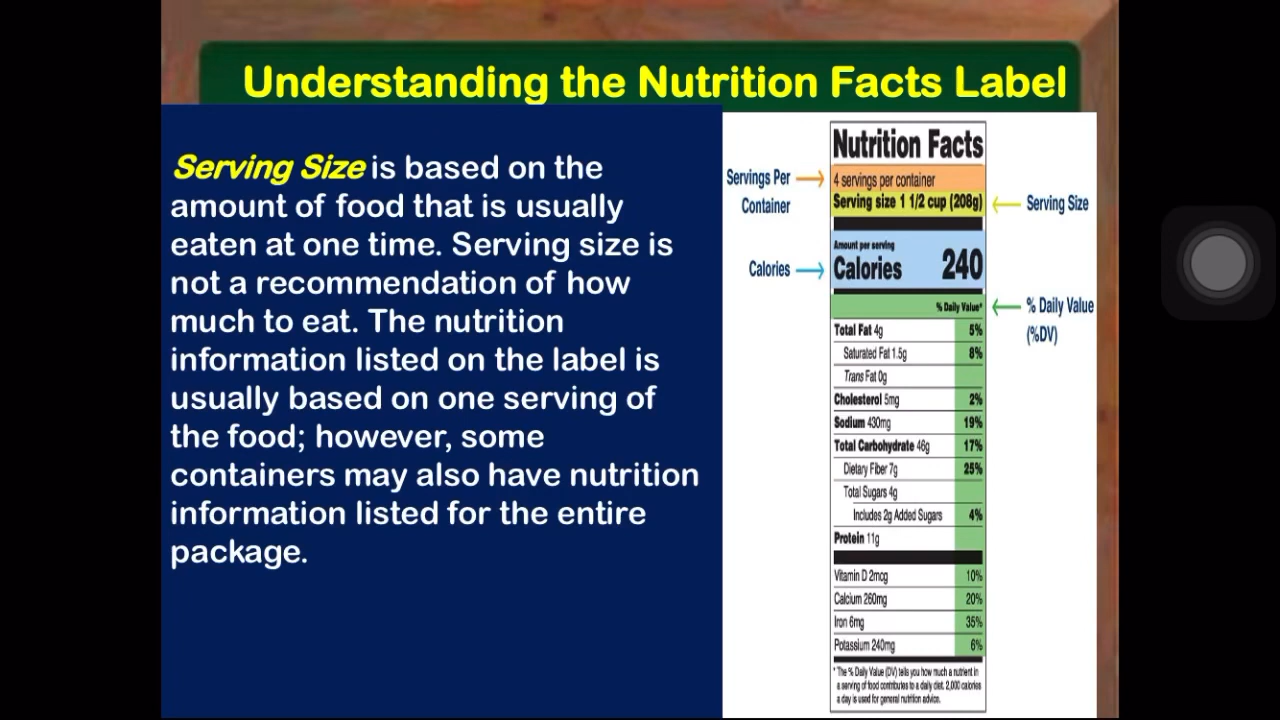 Understanding the Nutrition Facts Label
Serving Size is based on the
amount of food that is usually
eaten at one time. Serving size is
not a recommendation of how
much to eat. The nutrition
information listed on the label is
usually based on one serving of
the food; however, some
containers may also have nutrition
information listed for the entire
package.
Servings Per
Container
Calories
Nutrition Facts
4 servings per container
Serving size 1 1/2 cup (208g)
Amount per serving
Calories 240
% Daily Value*
Total Fat 4g 5%
Saturated Fat 1.5g 8%
Trans Fat 0g
Cholesterol 5mg 2%
Sodium 430mg 19%
Total Carbohydrate 46g 17%
Dietary Fiber 7g 25%
Total Sugars 4g
Includes 2g Added Sugars 4%
Protein 11g
Vitamin D 2mcg 10%
Calcium 260mg 20%
Iron 6mg 35%
Potassium 240mg 6%
* The % Daily Value (DV) tells you how much a nutrient in
a serving of food contributes to a daily diet. 2,000 calories
a day is used for general nutrition advice.
Serving Size
% Daily Value
(%DV)